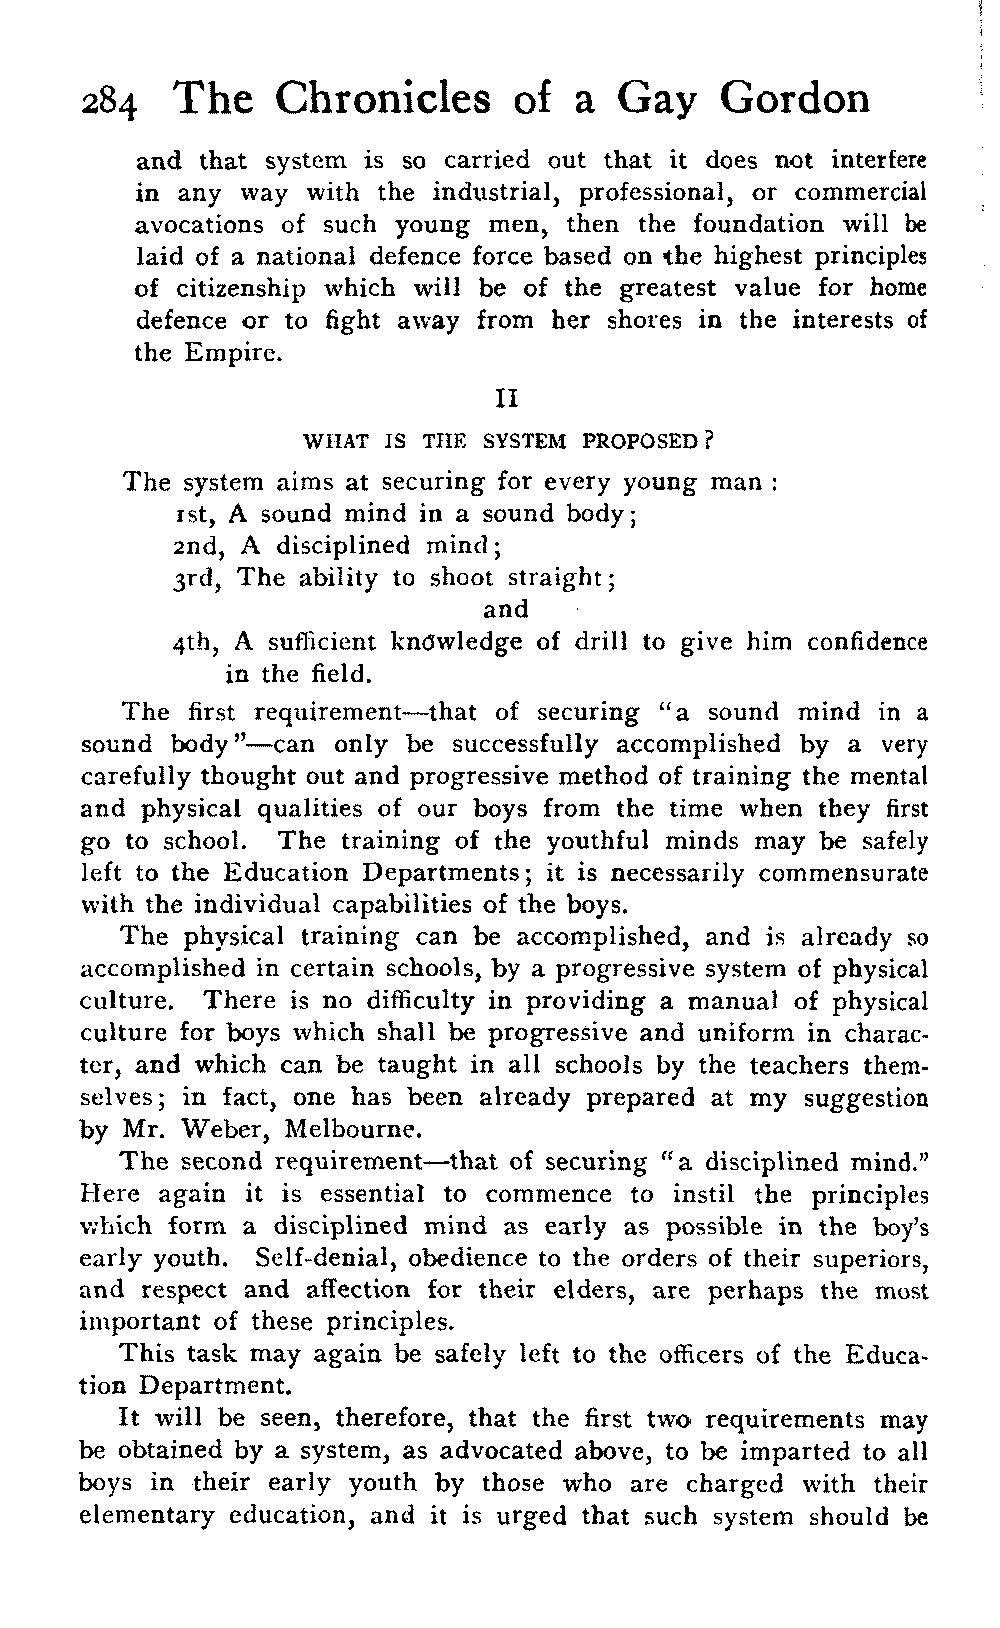 284 The Chronicles of a Gay Gordon
and that system is so carried out that it does not interfere
in any way with the industrial, professional, or commercial
avocations of such young men, then the foundation will be
laid of a national defence force based on the highest principles
of citizenship which will be of the greatest value for home
defence or to fight away from her shores in the interests of
the Empire.
II
WHAT IS THE SYSTEM PROPOSED?
The system aims at securing for every young man :
1st, A sound mind in a sound body;
2nd, A disciplined mind;
3rd, The ability to shoot straight;
and
4th, A sufficient knowledge of drill to give him confidence
in the field.
The first requirement—that of securing "a sound mind in a
sound body"—can only be successfully accomplished by a very
carefully thought out and progressive method of training the mental
and physical qualities of our boys from the time when they first
go to school. The training of the youthful minds may be safely
left to the Education Departments; it is necessarily commensurate
with the individual capabilities of the boys.
The physical training can be accomplished, and is already so
accomplished in certain schools, by a progressive system of physical
culture. There is no difficulty in providing a manual of physical
culture for boys which shall be progressive and uniform in charac-
ter, and which can be taught in all schools by the teachers them-
selves; in fact, one has been already prepared at my suggestion
by Mr. Weber, Melbourne.
The second requirement—that of securing "a disciplined mind."
Here again it is essential to commence to instil the principles
which form a disciplined mind as early as possible in the boy's
early youth. Self-denial, obedience to the orders of their superiors,
and respect and affection for their elders, are perhaps the most
important of these principles.
This task may again be safely left to the officers of the Educa-
tion Department.
It will be seen, therefore, that the first two requirements may
be obtained by a system, as advocated above, to be imparted to all
boys in their early youth by those who are charged with their
elementary education, and it is urged that such system should be